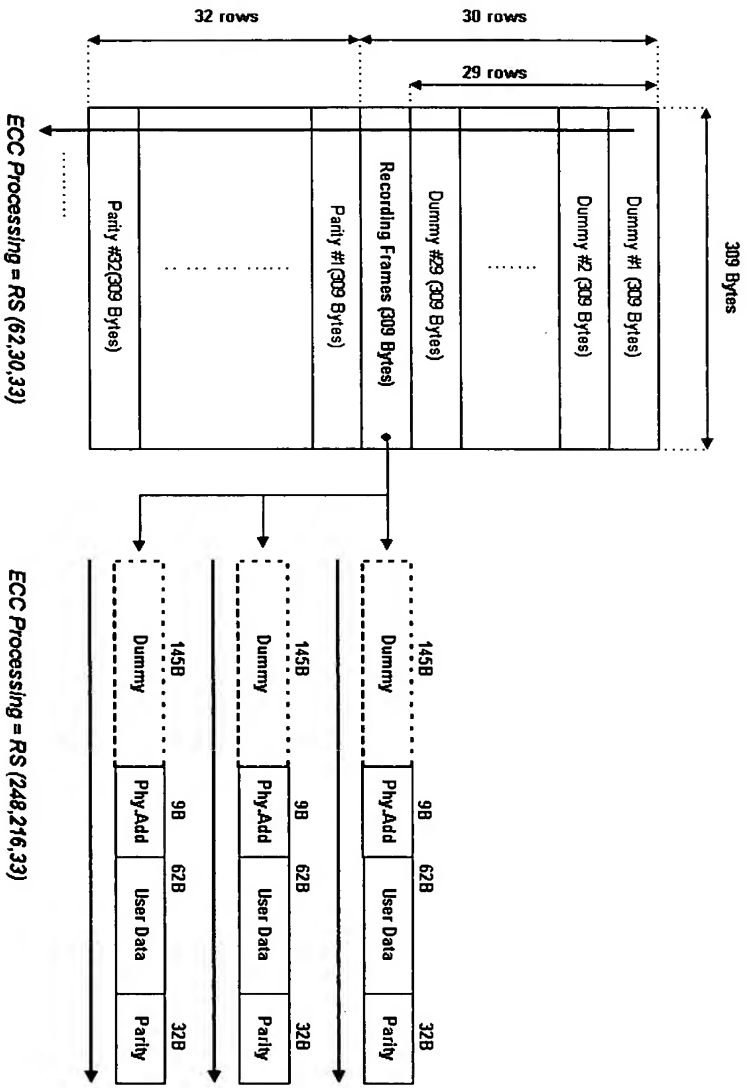 309 Bytes
Dummy #1 (309 Bytes)
Dummy #2 (309 Bytes)
.......
Dummy #29 (309 Bytes)
29 rows
30 rows
Recording Frames (309 Bytes)
Parity #1(309 Bytes)
... ... ... ...
Parity #32(309 Bytes)
32 rows
ECC Processing = RS (62,30,33)
145B 9B 62B 32B
Dummy Phy.Add User Data Parity
145B 9B 62B 32B
Dummy Phy.Add User Data Parity
145B 9B 62B 32B
Dummy Phy.Add User Data Parity
ECC Processing = RS (248,216,33)